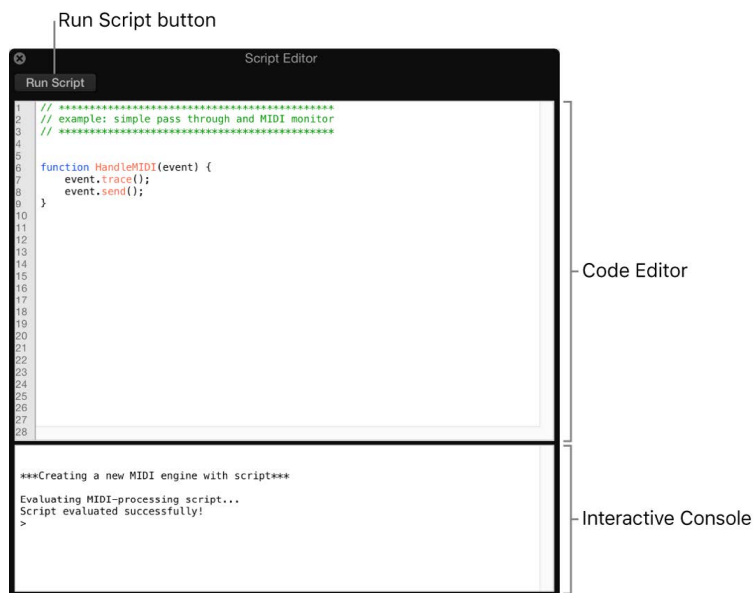 Run Script button
Script Editor
Run Script
1 // *********************************************
2 // example: simple pass through and MIDI monitor
3 // *********************************************
4
5
6 function HandleMIDI(event) {
7 event.trace();
8 event.send();
9 }
10
11
12
13
14
15
16
17
18
19
20
21
22
23
24
25
26
27
28
Code Editor
***Creating a new MIDI engine with script***
Evaluating MIDI-processing script...
Script evaluated successfully!
>
Interactive Console